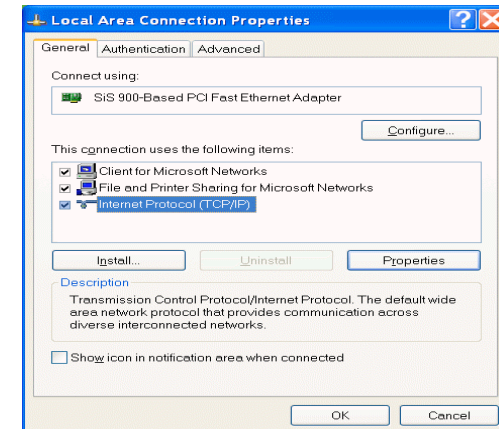 Local Area Connection Properties
General Authentication Advanced
Connect using:
SiS 900-Based PCI Fast Ethernet Adapter
Configure...
This connection uses the following items:
Client for Microsoft Networks
File and Printer Sharing for Microsoft Networks
Internet Protocol (TCP/IP)
Install... Uninstall Properties
Description
Transmission Control Protocol/Internet Protocol. The default wide
area network protocol that provides communication across
diverse interconnected networks.
Show icon in notification area when connected
OK Cancel